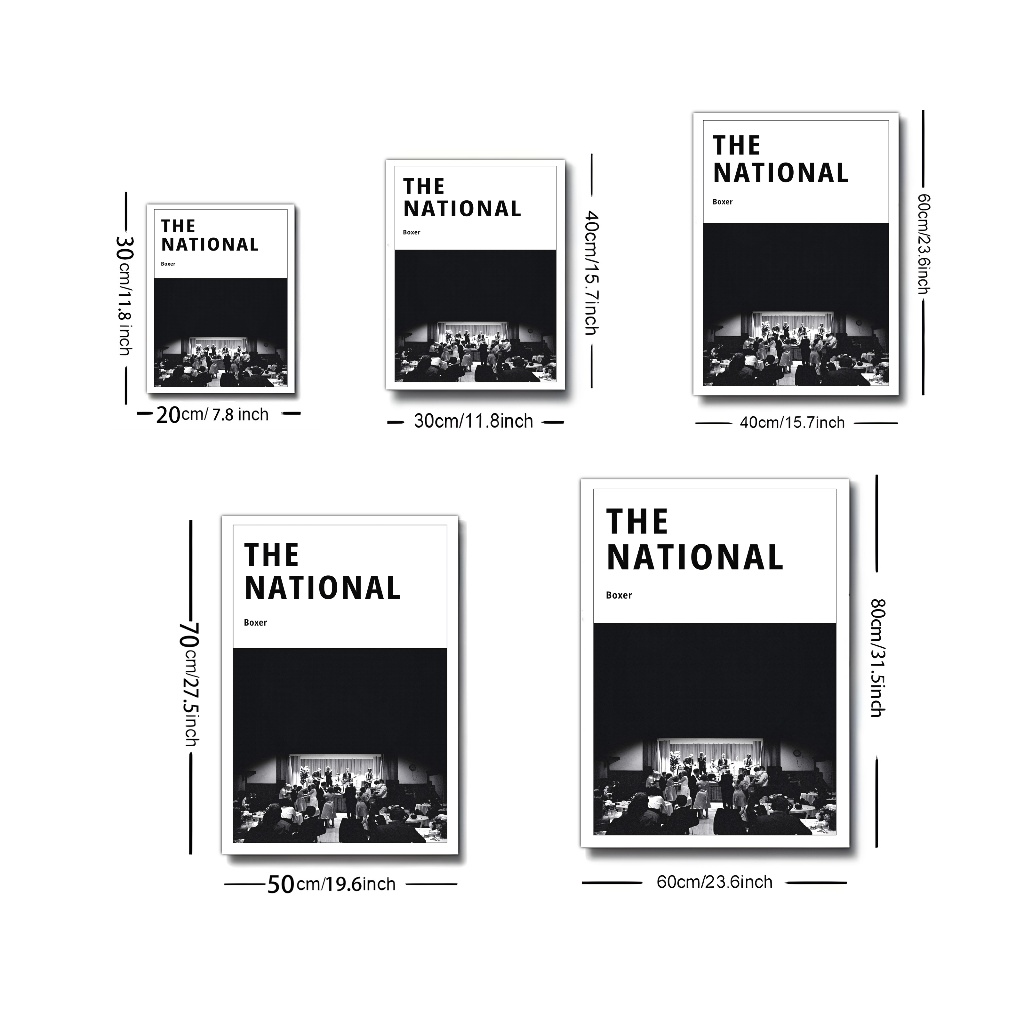 THE
NATIONAL
Boxer
30cm/11.8 inch
20cm/ 7.8 inch
THE
NATIONAL
Boxer
40cm/15.7inch
30cm/11.8inch
THE
NATIONAL
Boxer
60cm/23.6inch
40cm/15.7inch
THE
NATIONAL
Boxer
70cm/27.5inch
50cm/19.6inch
THE
NATIONAL
Boxer
80cm/31.5inch
60cm/23.6inch